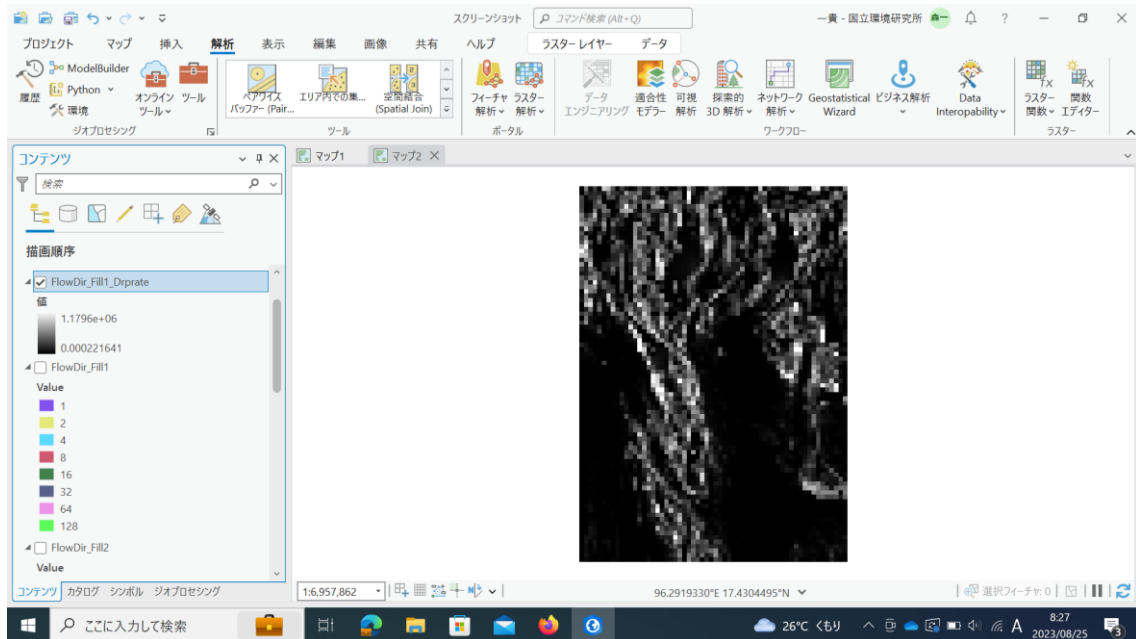 スクリーンショット
コマンド検索 (Alt+Q)
一貴 - 国立環境研究所
森一
?
プロジェクト マップ 挿入 解析 表示 編集 画像 共有 ヘルプ ラスター レイヤー データ
履歴
ModelBuilder
Python
環境
オンライン ツール
ツール
ペアワイズ バッファー (Pair...
エリア内での集...
空間結合 (Spatial Join)
フィーチャ 解析
ラスター 解析
データ エンジニアリング
適合性 モデラー
可視 解析
探索的 3D 解析
ネットワーク 解析
Geostatistical Wizard
ビジネス解析
Data Interoperability
ラスター 関数
関数 エディター
ジオプロセシング ツール ポータル ワークフロー ラスター
コンテンツ
マップ1 マップ2
検索
描画順序
FlowDir_Fill1_Drprate
値
1.1796e+06
0.000221641
FlowDir_Fill1
Value
1
2
4
8
16
32
64
128
FlowDir_Fill2
Value
コンテンツ カタログ シンボル ジオプロセシング
1:6,957,862
96.2919330°E 17.4304495°N
選択フィーチャ: 0
ここに入力して検索
26°C くもり
A
8:27
2023/08/25
3